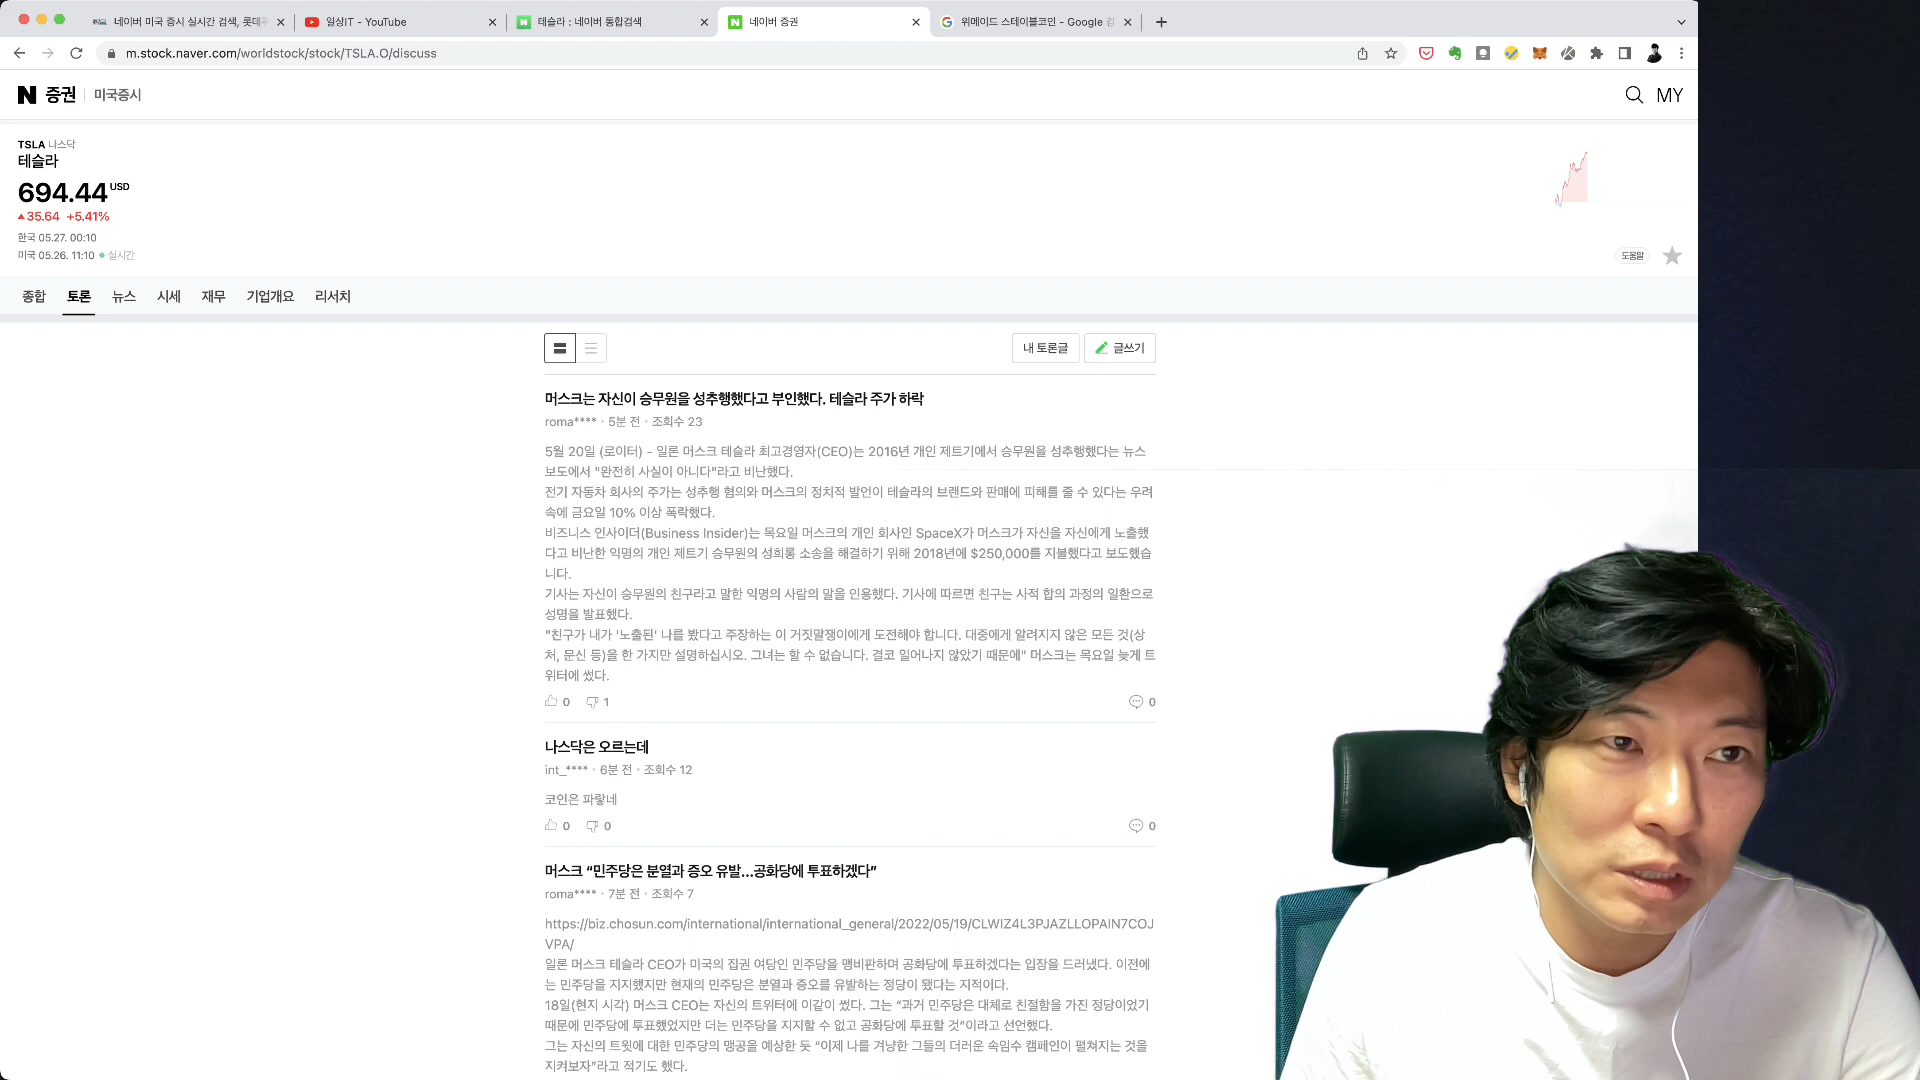 네이버 미국 증시 실시간 검색, 롯데
일상IT - YouTube
테슬라 : 네이버 통합검색
네이버 증권
위메이드 스테이블코인 - Google 검
m.stock.naver.com/worldstock/stock/TSLA.O/discuss
N 증권 미국증시
MY
TSLA 나스닥
테슬라
694.44 USD
▲35.64 +5.41%
한국 05.27. 00:10
미국 05.26. 11:10 실시간
도움말
종합 토론 뉴스 시세 재무 기업개요 리서치
내 토론글 글쓰기
머스크는 자신이 승무원을 성추행했다고 부인했다. 테슬라 주가 하락
roma**** · 5분 전 · 조회수 23
5월 20일 (로이터) - 일론 머스크 테슬라 최고경영자(CEO)는 2016년 개인 제트기에서 승무원을 성추행했다는 뉴스
보도에서 "완전히 사실이 아니다"라고 비난했다.
전기 자동차 회사의 주가는 성추행 혐의와 머스크의 정치적 발언이 테슬라의 브랜드와 판매에 피해를 줄 수 있다는 우려
속에 금요일 10% 이상 폭락했다.
비즈니스 인사이더(Business Insider)는 목요일 머스크의 개인 회사인 SpaceX가 머스크가 자신을 자신에게 노출했
다고 비난한 익명의 개인 제트기 승무원의 성희롱 소송을 해결하기 위해 2018년에 $250,000를 지불했다고 보도했습
니다.
기사는 자신이 승무원의 친구라고 말한 익명의 사람의 말을 인용했다. 기사에 따르면 친구는 사적 합의 과정의 일환으로
성명을 발표했다.
"친구가 내가 '노출된' 나를 봤다고 주장하는 이 거짓말쟁이에게 도전해야 합니다. 대중에게 알려지지 않은 모든 것(상
처, 문신 등)을 한 가지만 설명하십시오. 그녀는 할 수 없습니다. 결코 일어나지 않았기 때문에" 머스크는 목요일 늦게 트
위터에 썼다.
0 1 0
나스닥은 오르는데
int_**** · 6분 전 · 조회수 12
코인은 파랗네
0 0 0
머스크 “민주당은 분열과 증오 유발...공화당에 투표하겠다”
roma**** · 7분 전 · 조회수 7
https://biz.chosun.com/international/international_general/2022/05/19/CLWIZ4L3PJAZLLOPAIN7COJ
VPA/
일론 머스크 테슬라 CEO가 미국의 집권 여당인 민주당을 맹비판하며 공화당에 투표하겠다는 입장을 드러냈다. 이전에
는 민주당을 지지했지만 현재의 민주당은 분열과 증오를 유발하는 정당이 됐다는 지적이다.
18일(현지 시각) 머스크 CEO는 자신의 트위터에 이같이 썼다. 그는 “과거 민주당은 대체로 친절함을 가진 정당이었기
때문에 민주당에 투표했었지만 더는 민주당을 지지할 수 없고 공화당에 투표할 것”이라고 선언했다.
그는 자신의 트윗에 대한 민주당의 맹공을 예상한 듯 “이제 나를 겨냥한 그들의 더러운 속임수 캠페인이 펼쳐지는 것을
지켜보자”라고 적기도 했다.